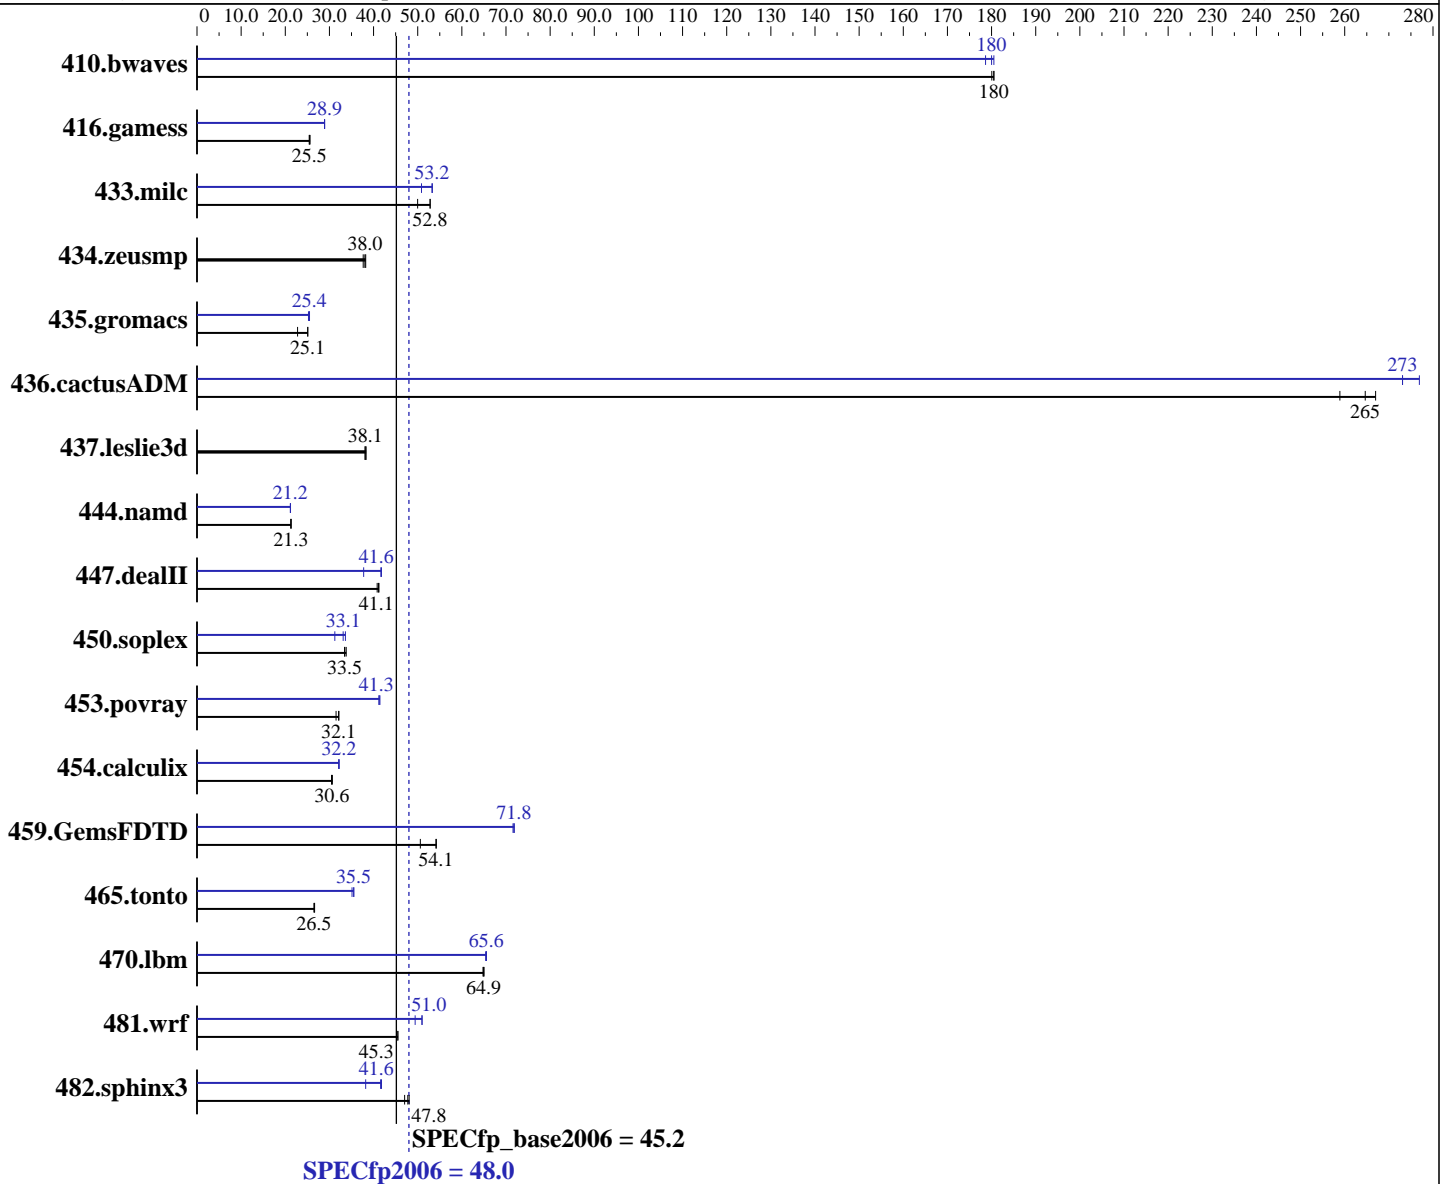 0 10.0 20.0 30.0 40.0 50.0 60.0 70.0 80.0 90.0 100 110 120 130 140 150 160 170 180 190 200 210 220 230 240 250 260 280
410.bwaves
180
180
416.gamess
28.9
25.5
433.milc
53.2
52.8
434.zeusmp
38.0
435.gromacs
25.4
25.1
436.cactusADM
273
265
437.leslie3d
38.1
444.namd
21.2
21.3
447.dealII
41.6
41.1
450.soplex
33.1
33.5
453.povray
41.3
32.1
454.calculix
32.2
30.6
459.GemsFDTD
71.8
54.1
465.tonto
35.5
26.5
470.lbm
65.6
64.9
481.wrf
51.0
45.3
482.sphinx3
41.6
47.8
SPECfp_base2006 = 45.2
SPECfp2006 = 48.0